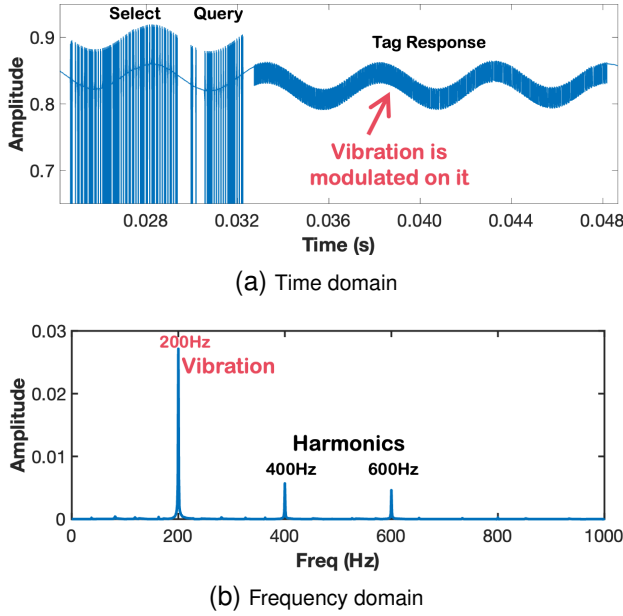 Select Query
Tag Response
Vibration is
modulated on it
Amplitude
0.9
0.8
0.7
0.028 0.032 0.036 0.040 0.044 0.048
Time (s)
(a) Time domain
200Hz
Vibration
Harmonics
400Hz 600Hz
Amplitude
0.03
0.02
0.01
0
0 200 400 600 800 1000
Freq (Hz)
(b) Frequency domain